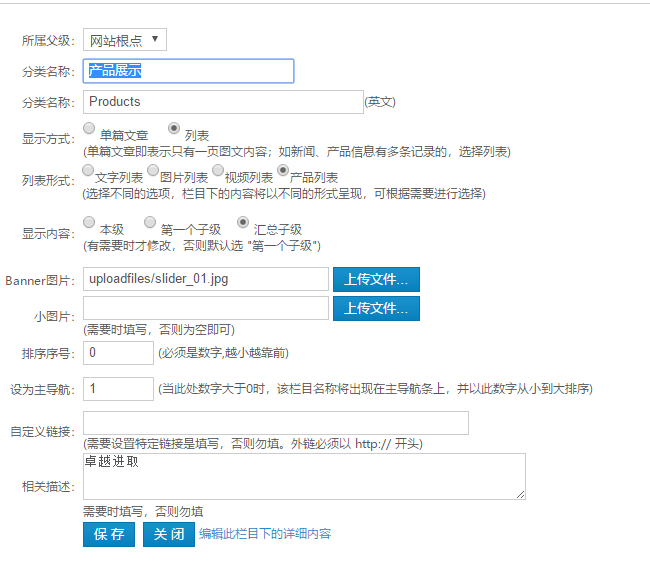 所属父级: 网站根点
分类名称: 产品展示
分类名称: Products (英文)
显示方式: 单篇文章 列表
(单篇文章即表示只有一页图文内容；如新闻、产品信息有多条记录的，选择列表)
列表形式: 文字列表 图片列表 视频列表 产品列表
(选择不同的选项，栏目下的内容将以不同的形式呈现，可根据需要进行选择)
显示内容: 本级 第一个子级 汇总子级
(有需要时才修改，否则默认选 "第一个子级")
Banner图片: uploadfiles/slider_01.jpg 上传文件...
小图片: 上传文件...
(需要时填写，否则为空即可)
排序序号: 0 (必须是数字,越小越靠前)
设为主导航: 1 (当此处数字大于0时，该栏目名称将出现在主导航条上，并以此数字从小到大排序)
自定义链接:
(需要设置特定链接是填写，否则勿填。外链必须以 http:// 开头)
相关描述: 卓越进取
需要时填写，否则勿填
保 存 关 闭 编辑此栏目下的详细内容